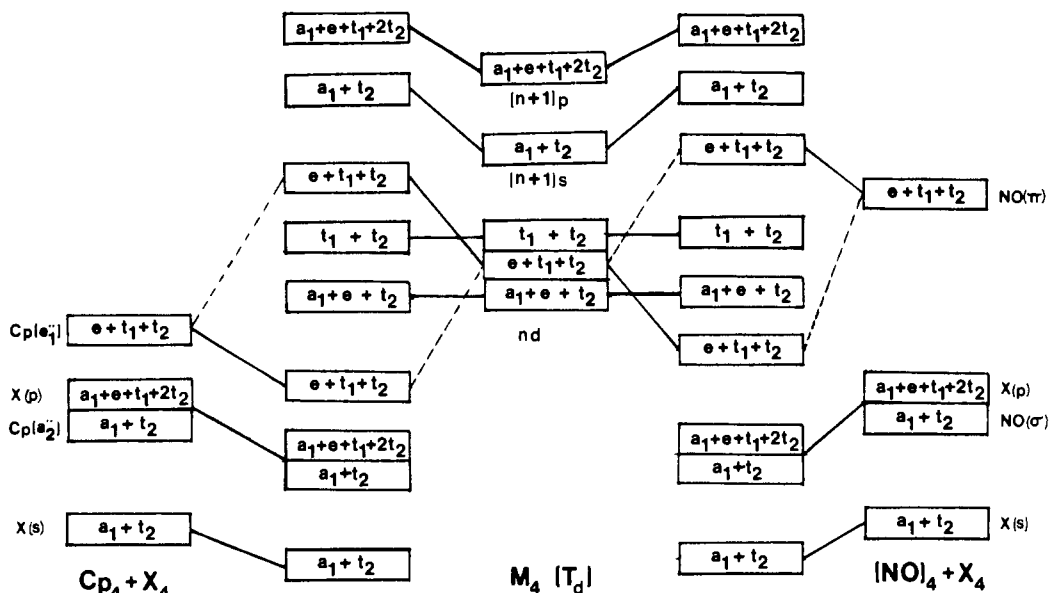 a₁+e+t₁+2t₂ a₁+e+t₁+2t₂
a₁+e+t₁+2t₂
(n+1)p
a₁+t₂ a₁+t₂
a₁+t₂
(n+1)s
e+t₁+t₂ e+t₁+t₂
e+t₁+t₂ NO(π)
t₁ + t₂ t₁ + t₂ t₁ + t₂
e+t₁+t₂
a₁+e+t₂ a₁+e+t₂ a₁+e+t₂
nd
Cp(e₁") e+t₁+t₂
e+t₁+t₂
e+t₁+t₂
X(p) a₁+e+t₁+2t₂ a₁+e+t₁+2t₂ X(p)
Cp(a₂") a₁+t₂ a₁+t₂ NO(σ)
a₁+e+t₁+2t₂ a₁+e+t₁+2t₂
a₁+t₂ a₁+t₂
X(s) a₁+t₂ a₁+t₂ X(s)
a₁+t₂ a₁+t₂
Cp₄+X₄ M₄ (T_d) (NO)₄+X₄